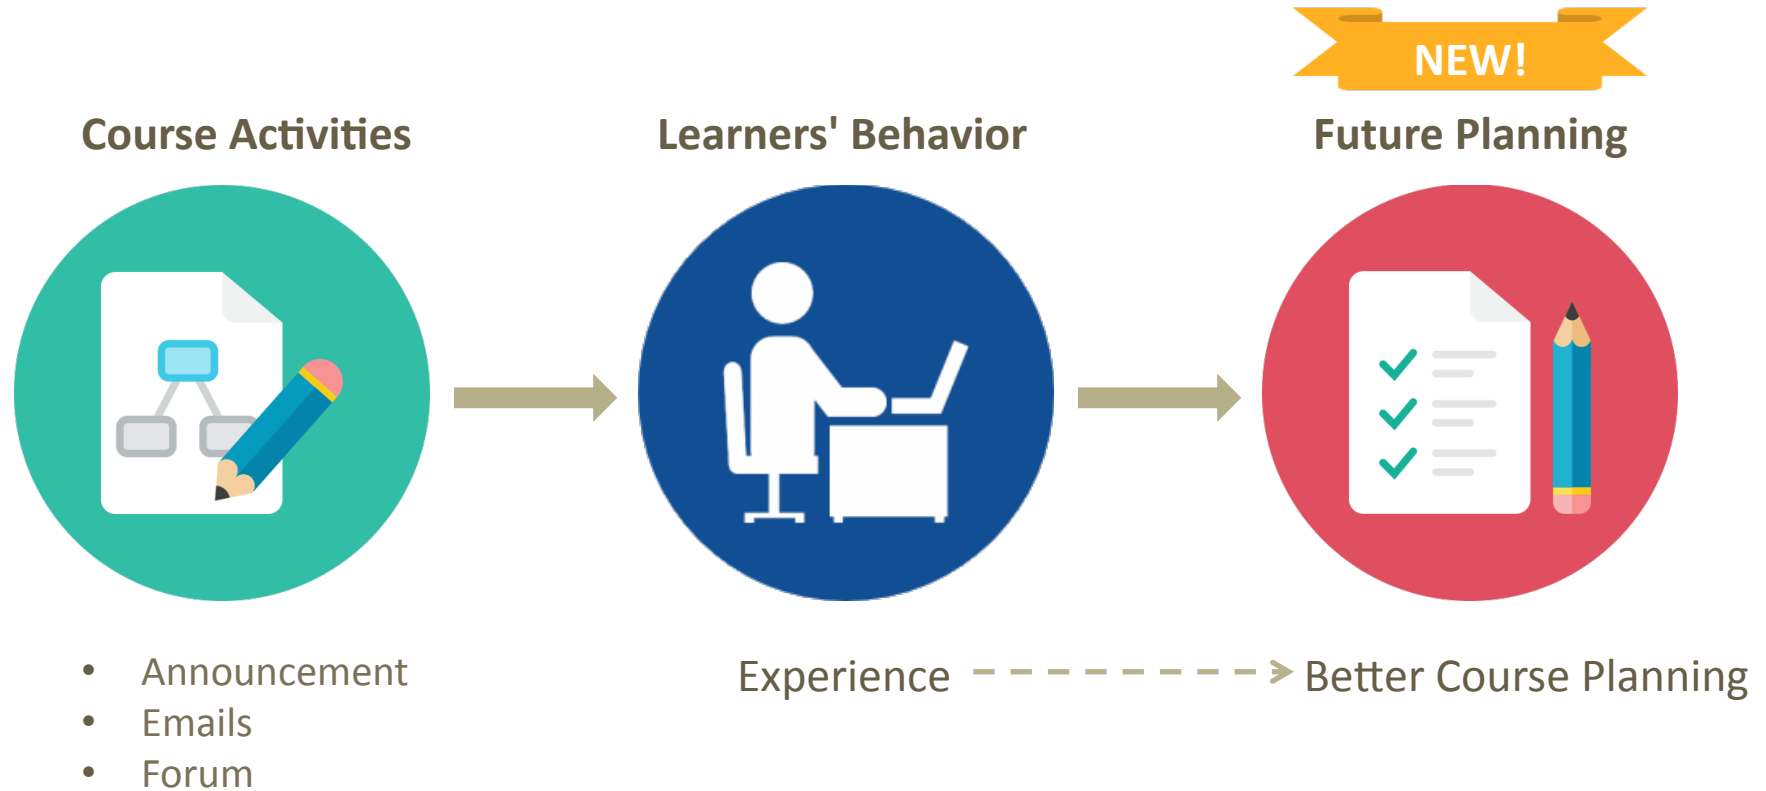 NEW!
Course Activities
Learners' Behavior
Future Planning
• Announcement
• Emails
• Forum
Experience
Better Course Planning